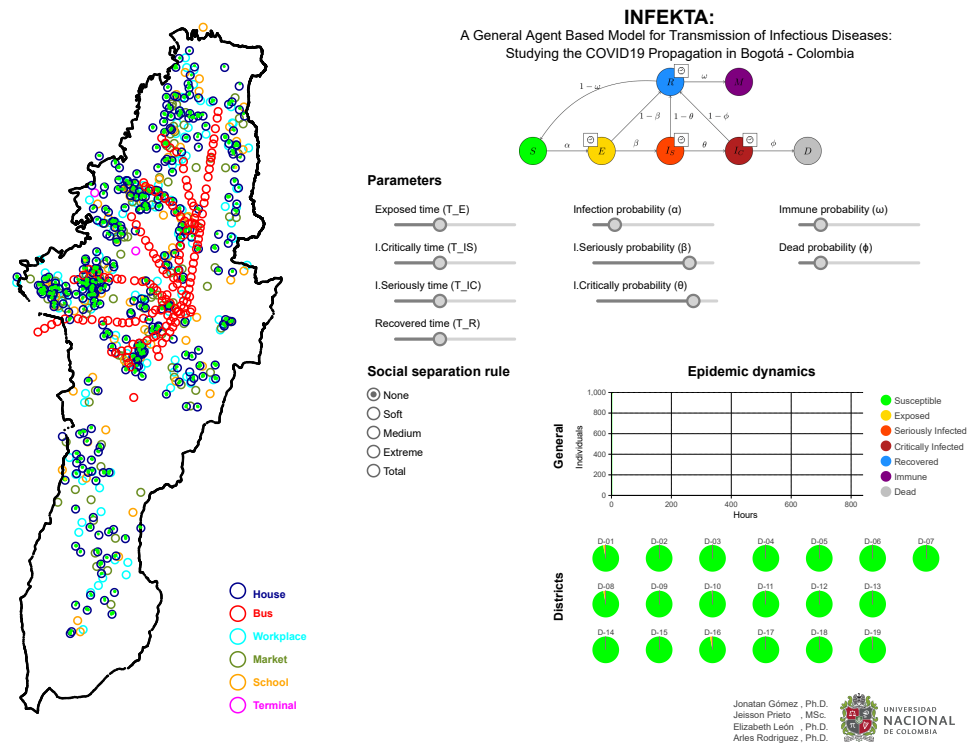 INFEKTA:
A General Agent Based Model for Transmission of Infectious Diseases:
Studying the COVID19 Propagation in Bogotá - Colombia
R
ω
M
1 − ω
1 − β
1 − θ
1 − ϕ
S
α
E
β
I_S
θ
I_C
ϕ
D
Parameters
Exposed time (T_E)
Infection probability (α)
Immune probability (ω)
I.Critically time (T_IS)
I.Seriously probability (β)
Dead probability (ϕ)
I.Seriously time (T_IC)
I.Critically probability (θ)
Recovered time (T_R)
Social separation rule
None
Soft
Medium
Extreme
Total
Epidemic dynamics
General
Individuals
1,000
800
600
400
200
0
0 200 400 600 800
Hours
Susceptible
Exposed
Seriously Infected
Critically Infected
Recovered
Immune
Dead
Districts
D-01 D-02 D-03 D-04 D-05 D-06 D-07
D-08 D-09 D-10 D-11 D-12 D-13
D-14 D-15 D-16 D-17 D-18 D-19
House
Bus
Workplace
Market
School
Terminal
Jonatan Gómez , Ph.D.
Jeisson Prieto , MSc.
Elizabeth León , Ph.D.
Arles Rodriguez , Ph.D.
UNIVERSIDAD
NACIONAL
DE COLOMBIA